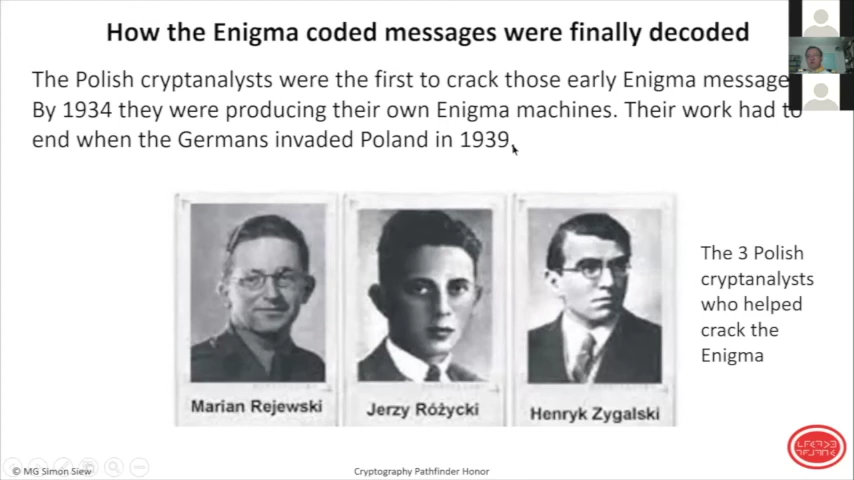 How the Enigma coded messages were finally decoded
The Polish cryptanalysts were the first to crack those early Enigma message
By 1934 they were producing their own Enigma machines. Their work had to
end when the Germans invaded Poland in 1939.
The 3 Polish
cryptanalysts
who helped
crack the
Enigma
Marian Rejewski
Jerzy Różycki
Henryk Zygalski
© MG Simon Siew
Cryptography Pathfinder Honor